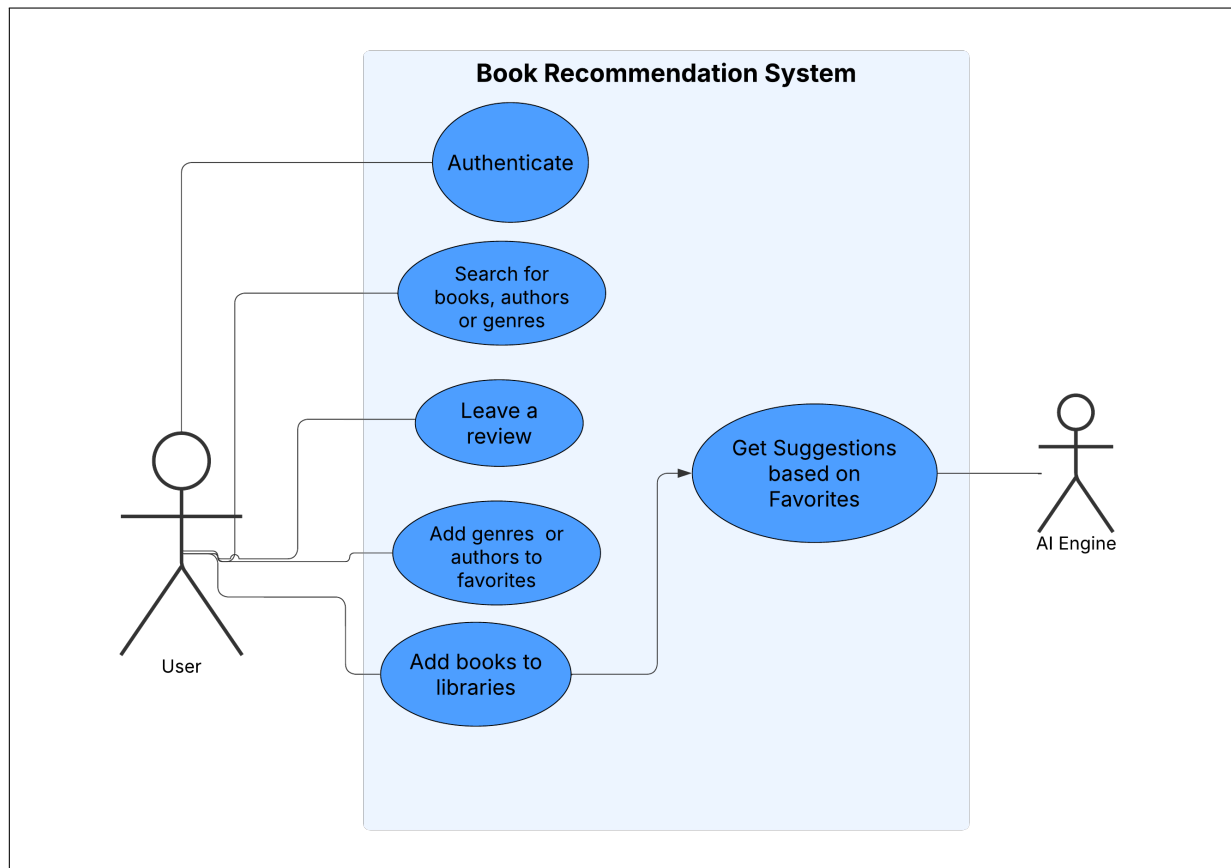 Book Recommendation System
Authenticate
Search for
books, authors
or genres
Leave a
review
Get Suggestions
based on
Favorites
Add genres  or
authors to
favorites
AI Engine
Add books to
libraries
User